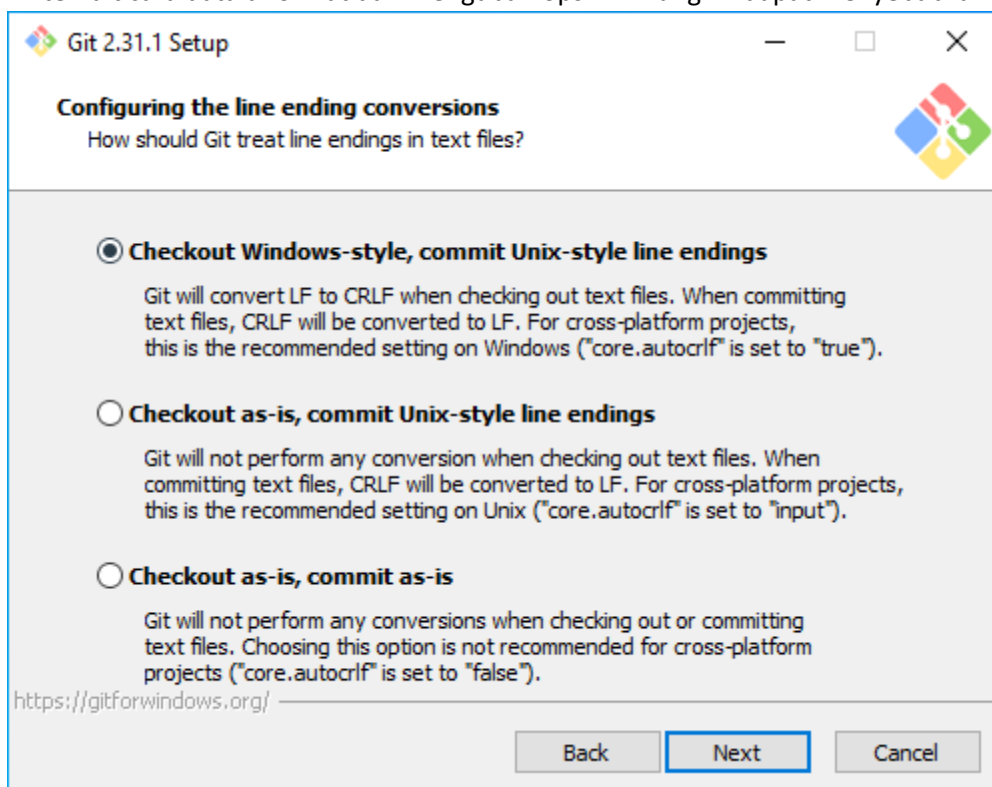 Git 2.31.1 Setup
Configuring the line ending conversions
How should Git treat line endings in text files?
Checkout Windows-style, commit Unix-style line endings
Git will convert LF to CRLF when checking out text files. When committing
text files, CRLF will be converted to LF. For cross-platform projects,
this is the recommended setting on Windows ("core.autocrlf" is set to "true").
Checkout as-is, commit Unix-style line endings
Git will not perform any conversion when checking out text files. When
committing text files, CRLF will be converted to LF. For cross-platform projects,
this is the recommended setting on Unix ("core.autocrlf" is set to "input").
Checkout as-is, commit as-is
Git will not perform any conversions when checking out or committing
text files. Choosing this option is not recommended for cross-platform
projects ("core.autocrlf" is set to "false").
https://gitforwindows.org/
Back Next Cancel